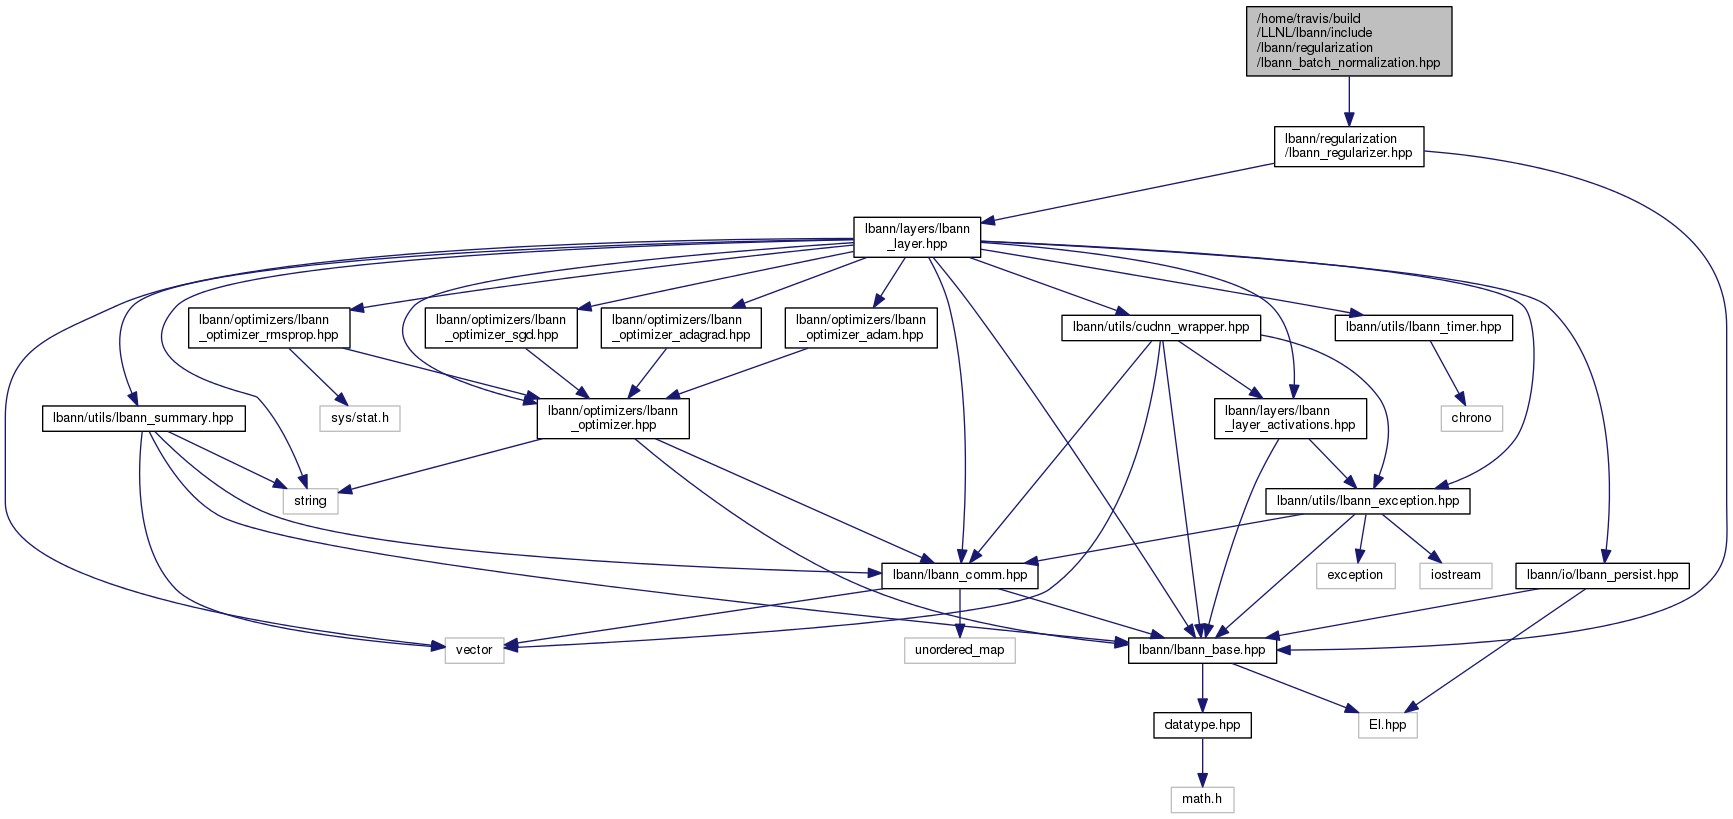 /home/travis/build
/LLNL/lbann/include
/lbann/regularization
/lbann_batch_normalization.hpp
lbann/regularization
/lbann_regularizer.hpp
lbann/layers/lbann
_layer.hpp
lbann/optimizers/lbann
_optimizer_rmsprop.hpp
lbann/optimizers/lbann
_optimizer_sgd.hpp
lbann/optimizers/lbann
_optimizer_adagrad.hpp
lbann/optimizers/lbann
_optimizer_adam.hpp
lbann/utils/cudnn_wrapper.hpp
lbann/utils/lbann_timer.hpp
lbann/utils/lbann_summary.hpp
sys/stat.h
lbann/optimizers/lbann
_optimizer.hpp
lbann/layers/lbann
_layer_activations.hpp
chrono
string
lbann/utils/lbann_exception.hpp
lbann/lbann_comm.hpp
exception
iostream
lbann/io/lbann_persist.hpp
vector
unordered_map
lbann/lbann_base.hpp
datatype.hpp
El.hpp
math.h